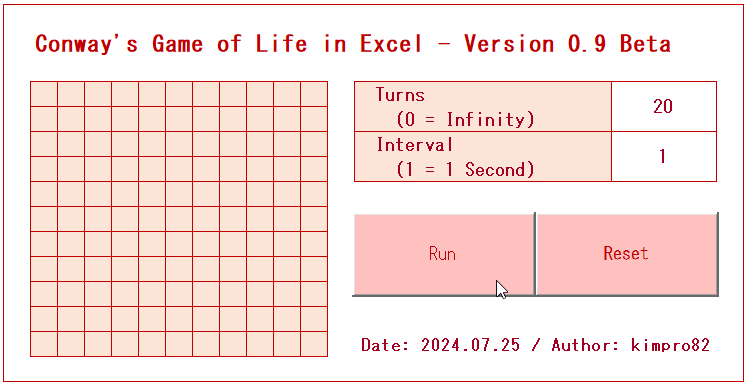 Conway's Game of Life in Excel - Version 0.9 Beta
Turns
(0 = Infinity)
20
Interval
(1 = 1 Second)
1
Run
Reset
Date: 2024.07.25 / Author: kimpro82